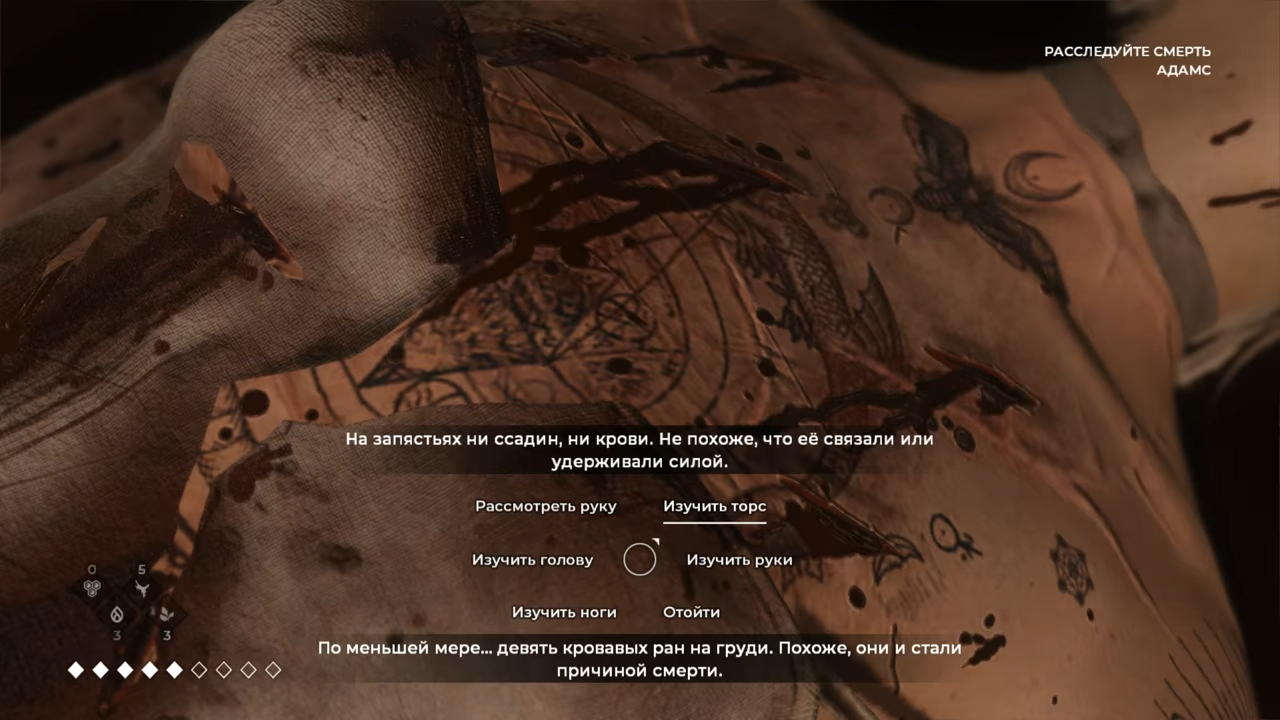 РАССЛЕДУЙТЕ СМЕРТЬ
АДАМС
На запястьях ни ссадин, ни крови. Не похоже, что её связали или
удерживали силой.
Рассмотреть руку
Изучить торс
Изучить голову
Изучить руки
Изучить ноги
Отойти
0
5
3
3
По меньшей мере... девять кровавых ран на груди. Похоже, они и стали
причиной смерти.